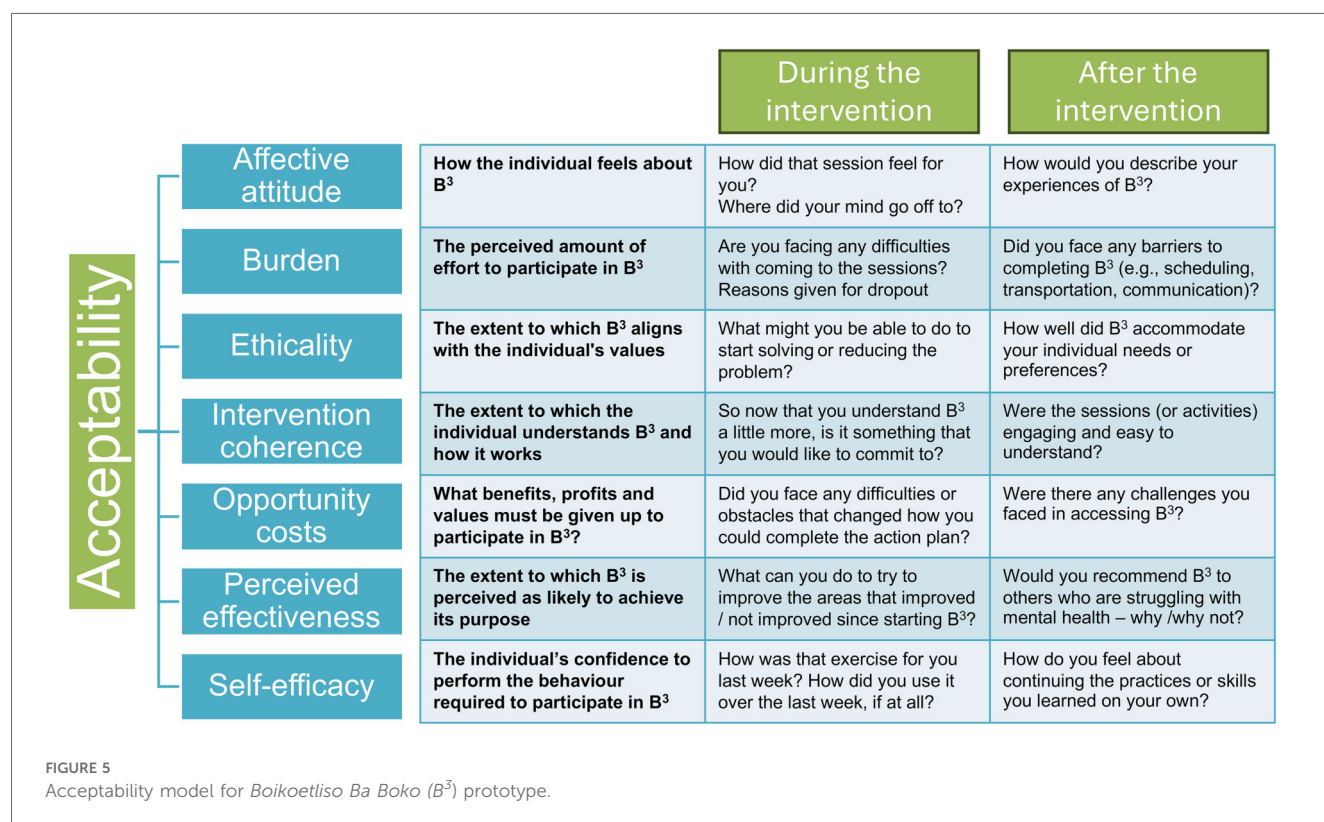 During the
intervention
After the
intervention
Acceptability
Affective
attitude
How the individual feels about
B³
How did that session feel for
you?
Where did your mind go off to?
How would you describe your
experiences of B³?
Burden
The perceived amount of
effort to participate in B³
Are you facing any difficulties
with coming to the sessions?
Reasons given for dropout
Did you face any barriers to
completing B³ (e.g., scheduling,
transportation, communication)?
Ethicality
The extent to which B³ aligns
with the individual's values
What might you be able to do to
start solving or reducing the
problem?
How well did B³ accommodate
your individual needs or
preferences?
Intervention
coherence
The extent to which the
individual understands B³ and
how it works
So now that you understand B³
a little more, is it something that
you would like to commit to?
Were the sessions (or activities)
engaging and easy to
understand?
Opportunity
costs
What benefits, profits and
values must be given up to
participate in B³?
Did you face any difficulties or
obstacles that changed how you
could complete the action plan?
Were there any challenges you
faced in accessing B³?
Perceived
effectiveness
The extent to which B³ is
perceived as likely to achieve
its purpose
What can you do to try to
improve the areas that improved
/ not improved since starting B³?
Would you recommend B³ to
others who are struggling with
mental health – why /why not?
Self-efficacy
The individual’s confidence to
perform the behaviour
required to participate in B³
How was that exercise for you
last week? How did you use it
over the last week, if at all?
How do you feel about
continuing the practices or skills
you learned on your own?
FIGURE 5
Acceptability model for Boikoetliso Ba Boko (B³) prototype.